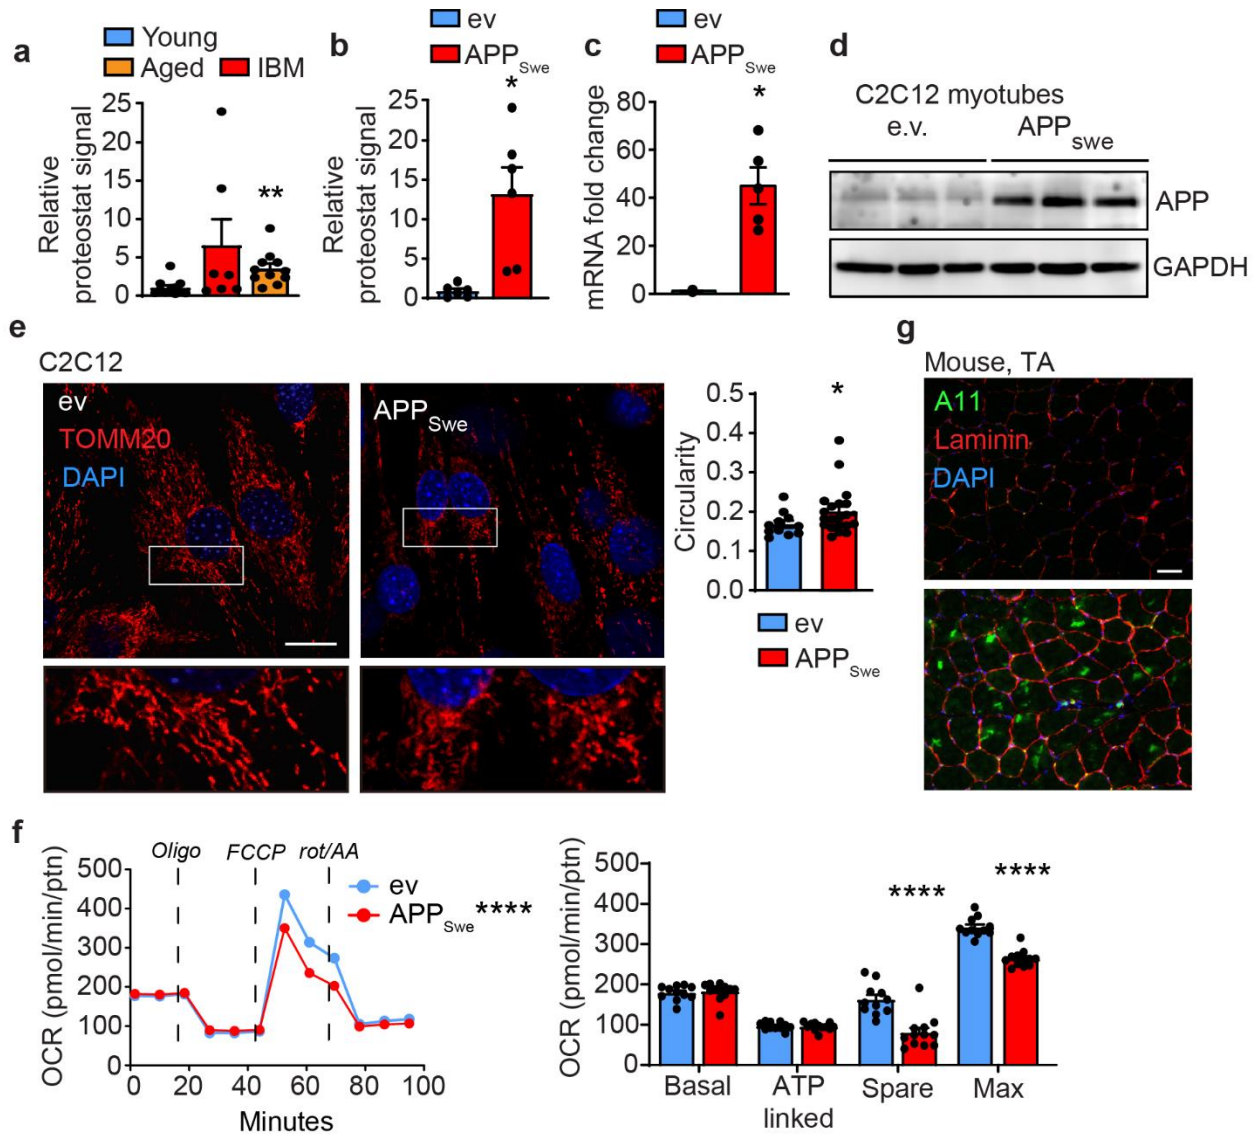 a
Young
Aged
IBM
Relative
proteostat signal
25
20
15
10
5
0
**
b
ev
APPSwe
Relative
proteostat signal
25
20
15
10
5
0
*
c
ev
APPSwe
mRNA fold change
80
60
40
20
0
*
d
C2C12 myotubes
e.v.
APPswe
APP
GAPDH
e
C2C12
ev
TOMM20
DAPI
APPSwe
Circularity
0.5
0.4
0.3
0.2
0.1
0.0
*
ev
APPSwe
g
Mouse, TA
A11
Laminin
DAPI
f
OCR (pmol/min/ptn)
500
400
300
200
100
0
Oligo
FCCP
rot/AA
ev
APPSwe ****
0 20 40 60 80 100
Minutes
OCR (pmol/min/ptn)
500
400
300
200
100
0
****
****
Basal
ATP
linked
Spare
Max